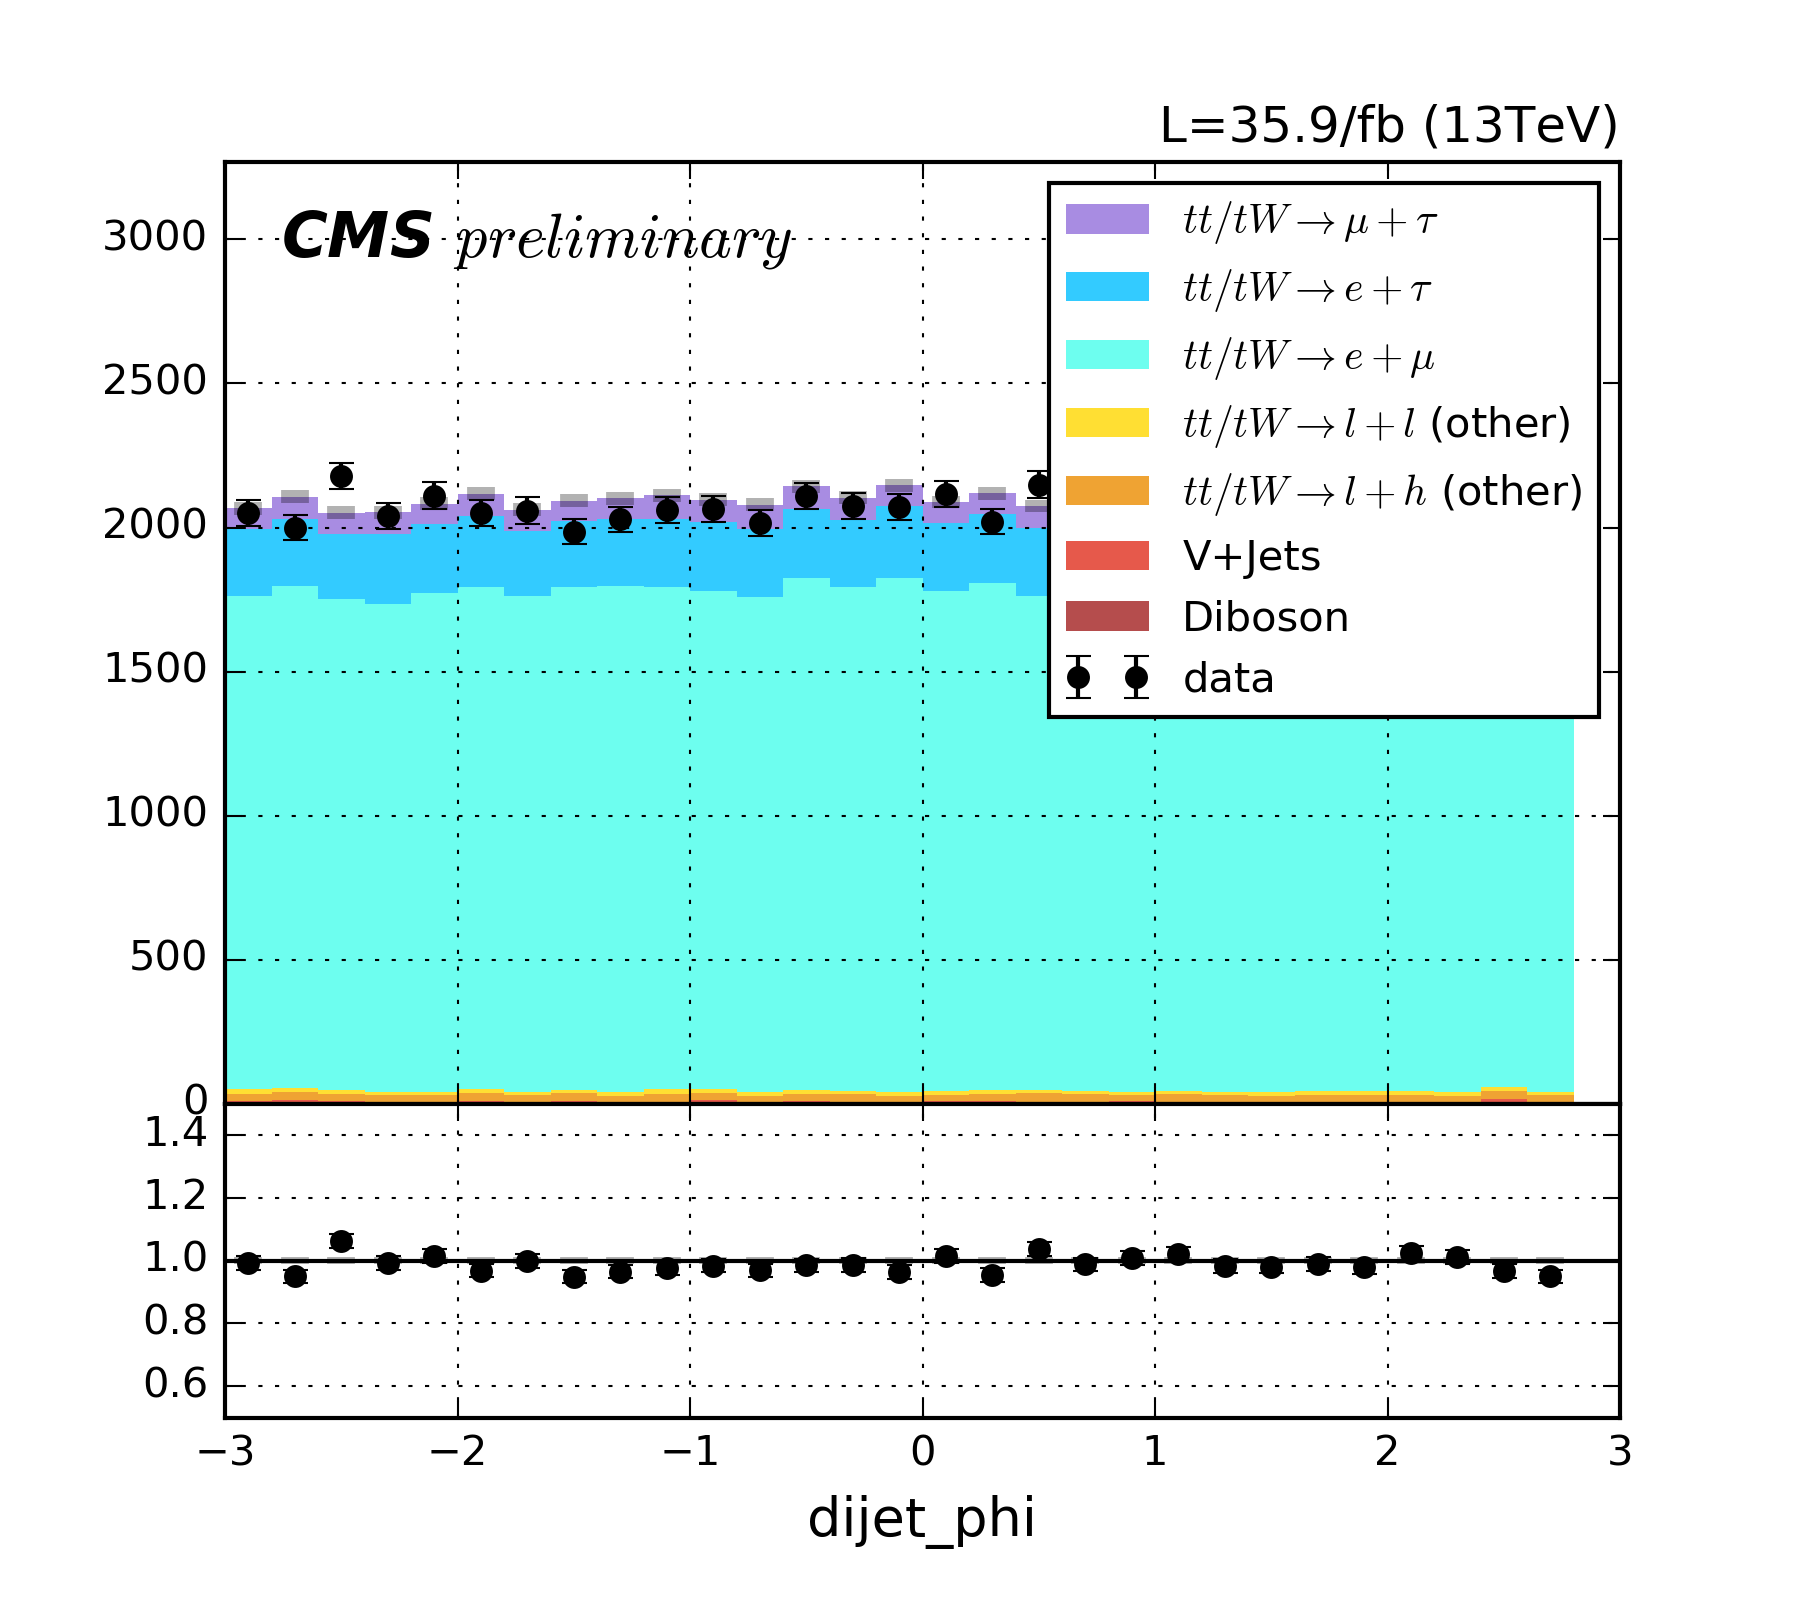 L=35.9/fb (13TeV)
CMS preliminary
3000
2500
2000
1500
1000
500
0
tt/tW→μ+τ
tt/tW→e+τ
tt/tW→e+μ
tt/tW→l+l (other)
tt/tW→l+h (other)
V+Jets
Diboson
data
1.4
1.2
1.0
0.8
0.6
−3 −2 −1 0 1 2 3
dijet_phi